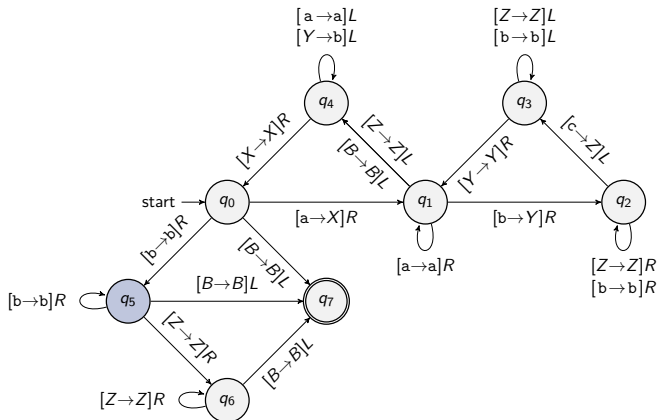 [a→a]L
[Y→b]L
[Z→Z]L
[b→b]L
q4
q3
[X→X]R
[Z→Z]L
[B→B]L
[Y→Y]R
[c→Z]L
start
q0
[a→X]R
q1
[b→Y]R
q2
[b→b]R
[B→B]L
[a→a]R
[Z→Z]R
[b→b]R
[b→b]R
q5
[B→B]L
q7
[Z→Z]R
[B→B]L
[Z→Z]R
q6